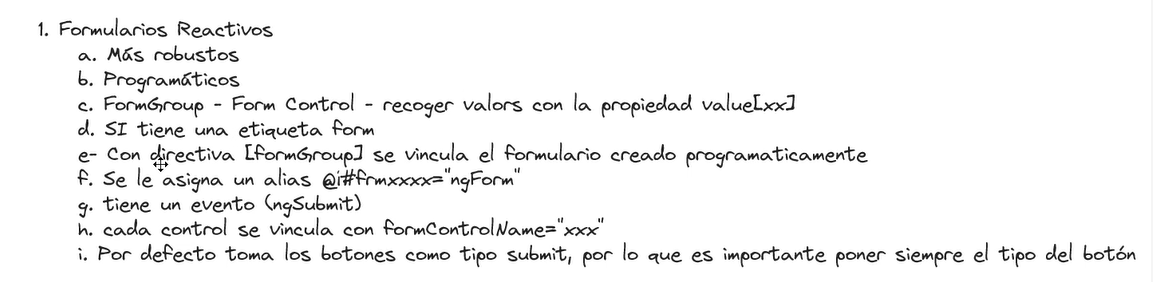 1. Formularios Reactivos
a. Más robustos
b. Programáticos
c. FormGroup - Form Control - recoger valors con la propiedad value[xx]
d. SI tiene una etiqueta form
e- Con directiva [formGroup] se vincula el formulario creado programaticamente
f. Se le asigna un alias @i#frmxxxx="ngForm"
g. tiene un evento (ngSubmit)
h. cada control se vincula con formControlName="xxx"
i. Por defecto toma los botones como tipo submit, por lo que es importante poner siempre el tipo del botón